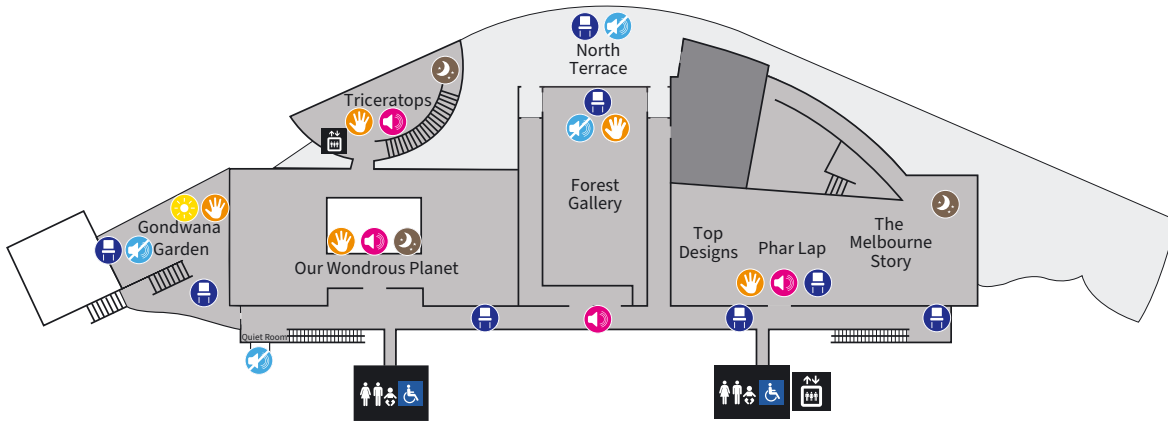 North
Terrace
Triceratops
Forest
Gallery
Gondwana
Garden
Our Wondrous Planet
Top
Designs
Phar Lap
The
Melbourne
Story
Quiet Room